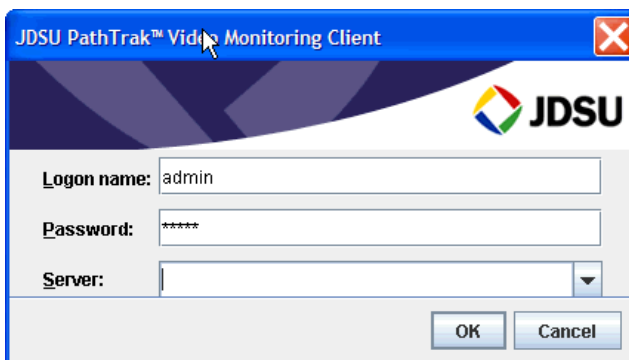 JDSU PathTrak™ Video Monitoring Client
JDSU
Logon name: admin
Password: *****
Server:
OK Cancel